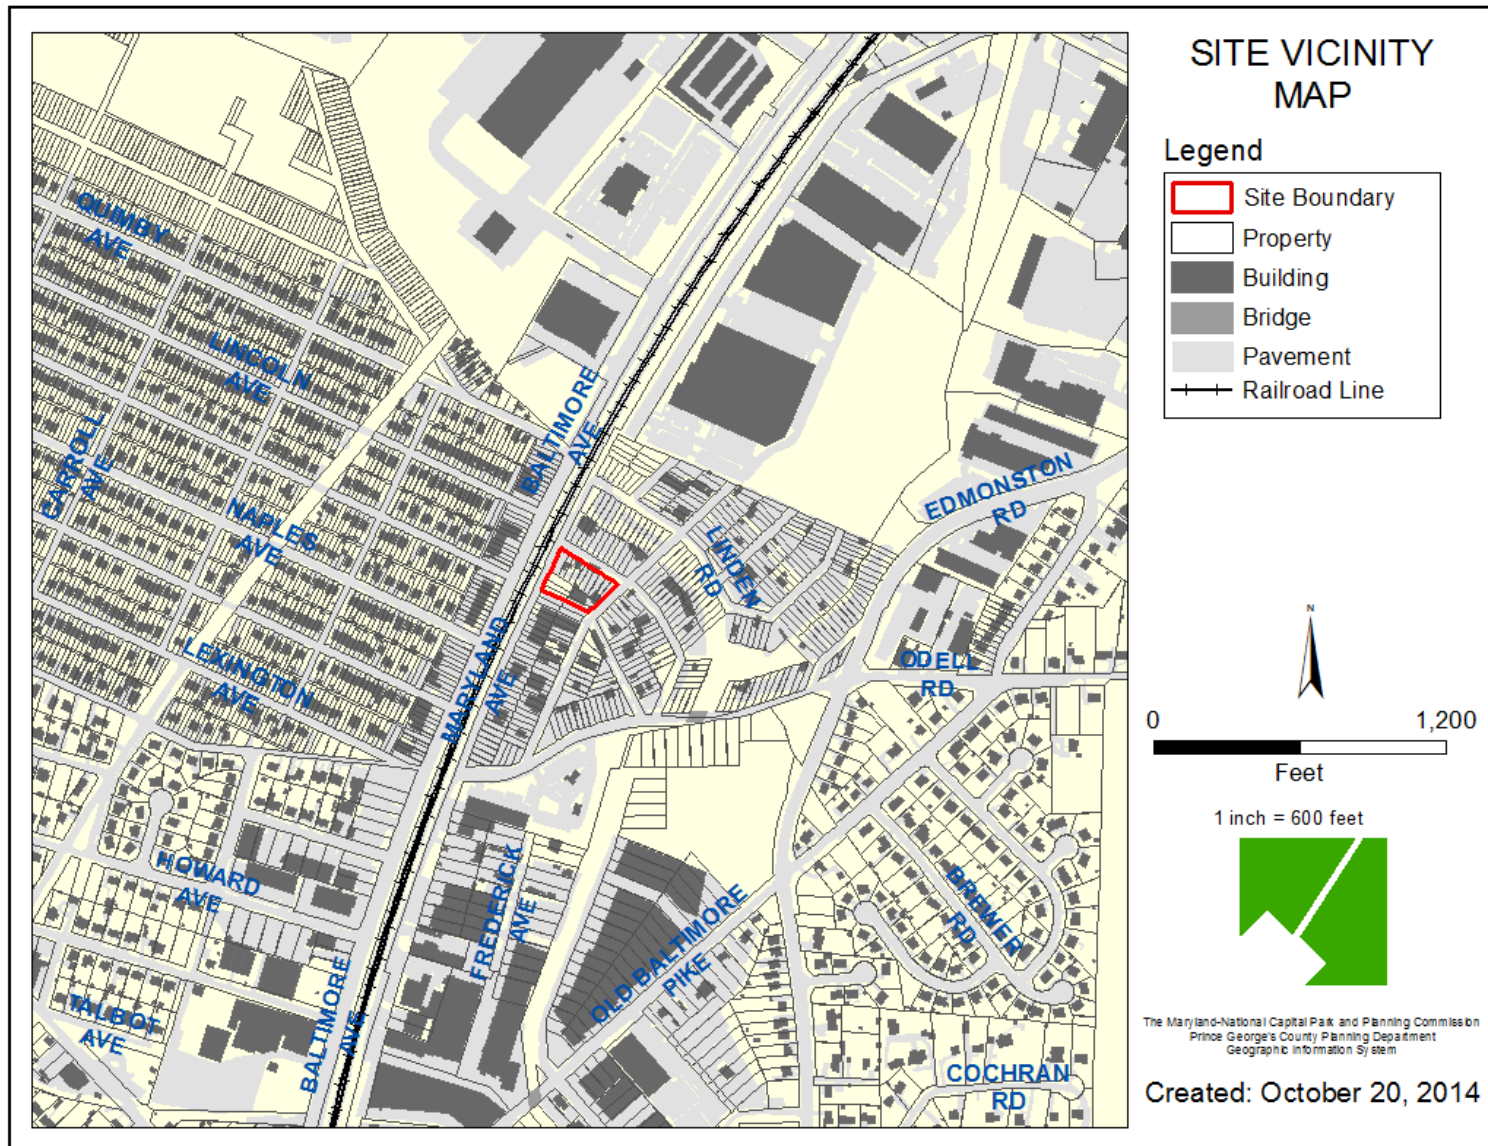 SITE VICINITY
MAP
Legend
Site Boundary
Property
Building
Bridge
Pavement
Railroad Line
QUIMBY
AVE
LINCOLN
AVE
CARROLL
AVE
NAPLES
AVE
LEXINGTON
AVE
BALTIMORE
AVE
MARYLAND
AVE
LINDEN
RD
EDMONSTON
RD
ODELL
RD
HOWARD
AVE
TALBOT
AVE
BALTIMORE
AVE
FREDERICK
AVE
OLD BALTIMORE
PIKE
BREWER
RD
COCHRAN
RD
N
0 1,200
Feet
1 inch = 600 feet
The Maryland-National Capital Park and Planning Commission
Prince George's County Planning Department
Geographic Information System
Created: October 20, 2014